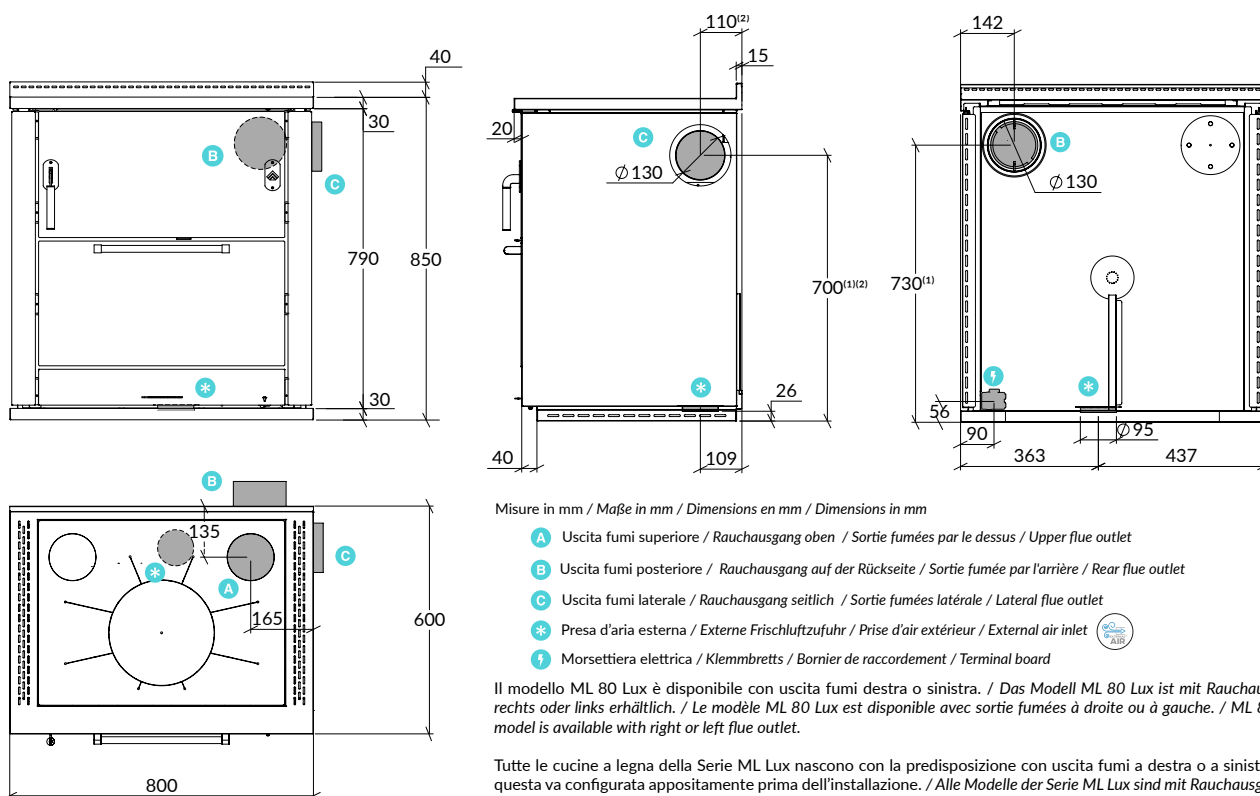 40
30
B
C
790
850
30
110⁽²⁾
15
20
C
Ø 130
700⁽¹⁾⁽²⁾
26
40
109
142
B
Ø 130
730⁽¹⁾
56
90
Ø 95
363
437
B
135
C
A
165
600
800
Misure in mm / Maße in mm / Dimensions en mm / Dimensions in mm
A Uscita fumi superiore / Rauchausgang oben / Sortie fumées par le dessus / Upper flue outlet
B Uscita fumi posteriore / Rauchausgang auf der Rückseite / Sortie fumée par l'arrière / Rear flue outlet
C Uscita fumi laterale / Rauchausgang seitlich / Sortie fumées latérale / Lateral flue outlet
* Presa d'aria esterna / Externe Frischluftzufuhr / Prise d'air extérieur / External air inlet
AIR
Morsettiera elettrica / Klemmbretts / Bornier de raccordement / Terminal board
Il modello ML 80 Lux è disponibile con uscita fumi destra o sinistra. / Das Modell ML 80 Lux ist mit Rauchau
rechts oder links erhältlich. / Le modèle ML 80 Lux est disponible avec sortie fumées à droite ou à gauche. / ML 8
model is available with right or left flue outlet.
Tutte le cucine a legna della Serie ML Lux nascono con la predisposizione con uscita fumi a destra o a sinist
questa va configurata appositamente prima dell'installazione. / Alle Modelle der Serie ML Lux sind mit Rauchausg